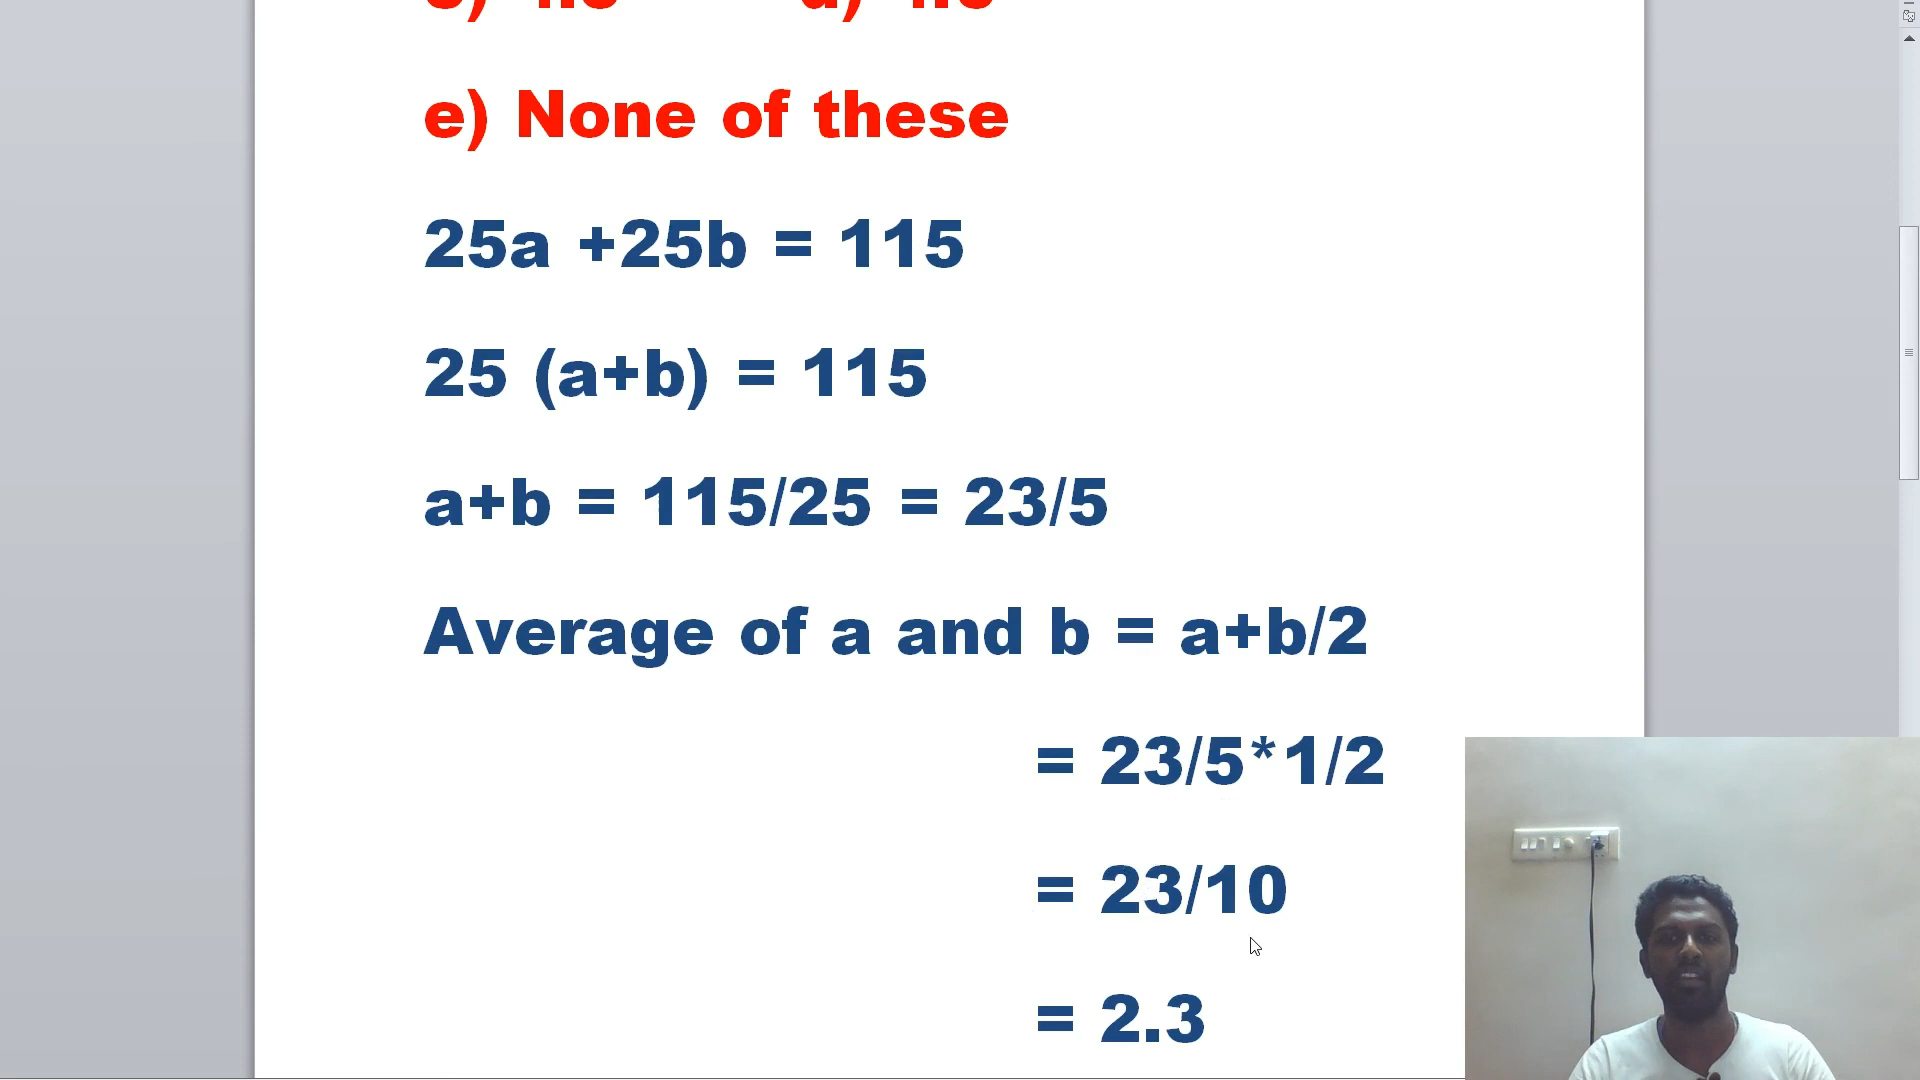 e) None of these
25a +25b = 115
25 (a+b) = 115
a+b = 115/25 = 23/5
Average of a and b = a+b/2
= 23/5*1/2
= 23/10
= 2.3